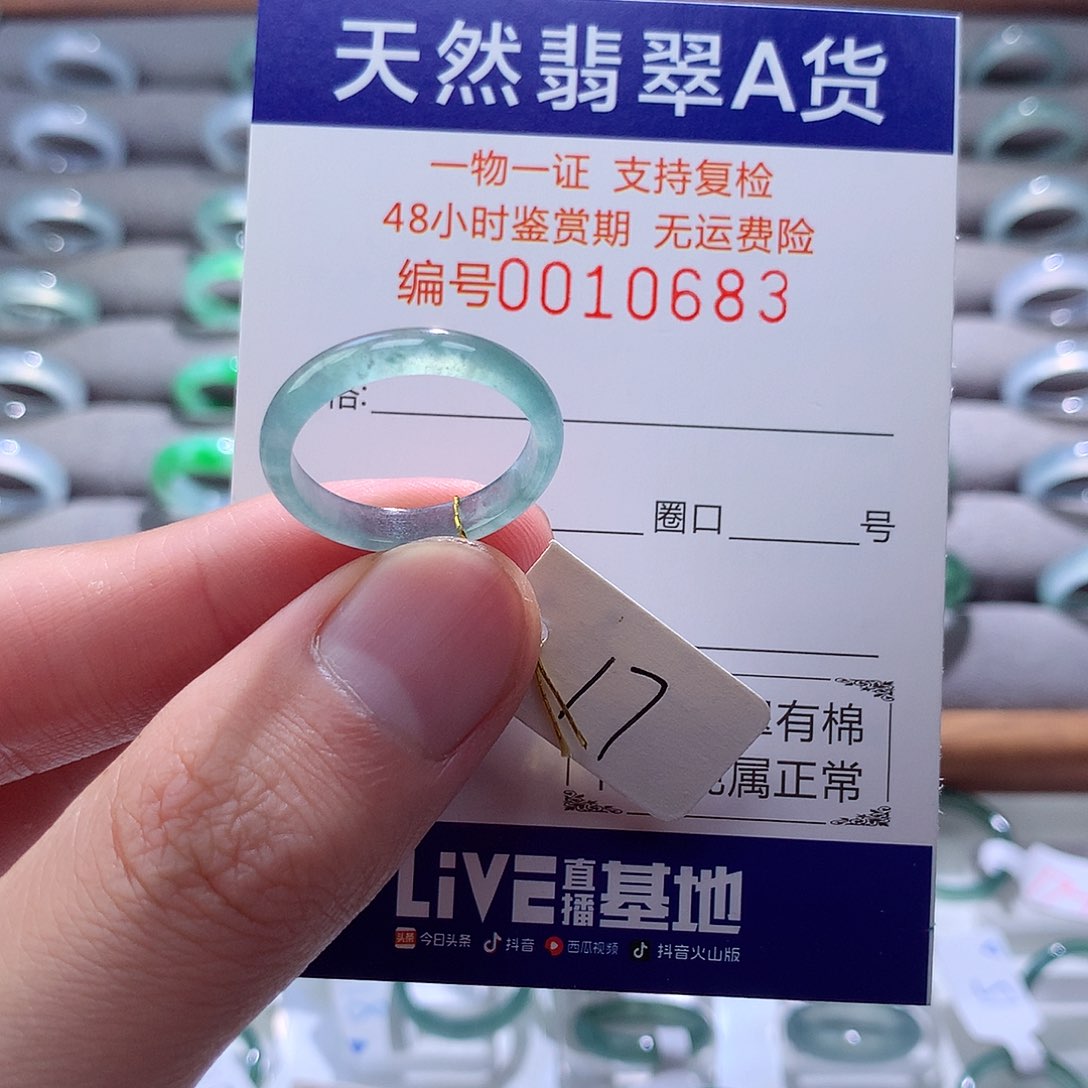 天然翡翠A货
一物一证 支持复检
48小时鉴赏期 无运费险
编号0010683
圈口 号
17
有棉
属正常
LiVE直播基地
头条 今日头条 抖音 西瓜视频 抖音火山版